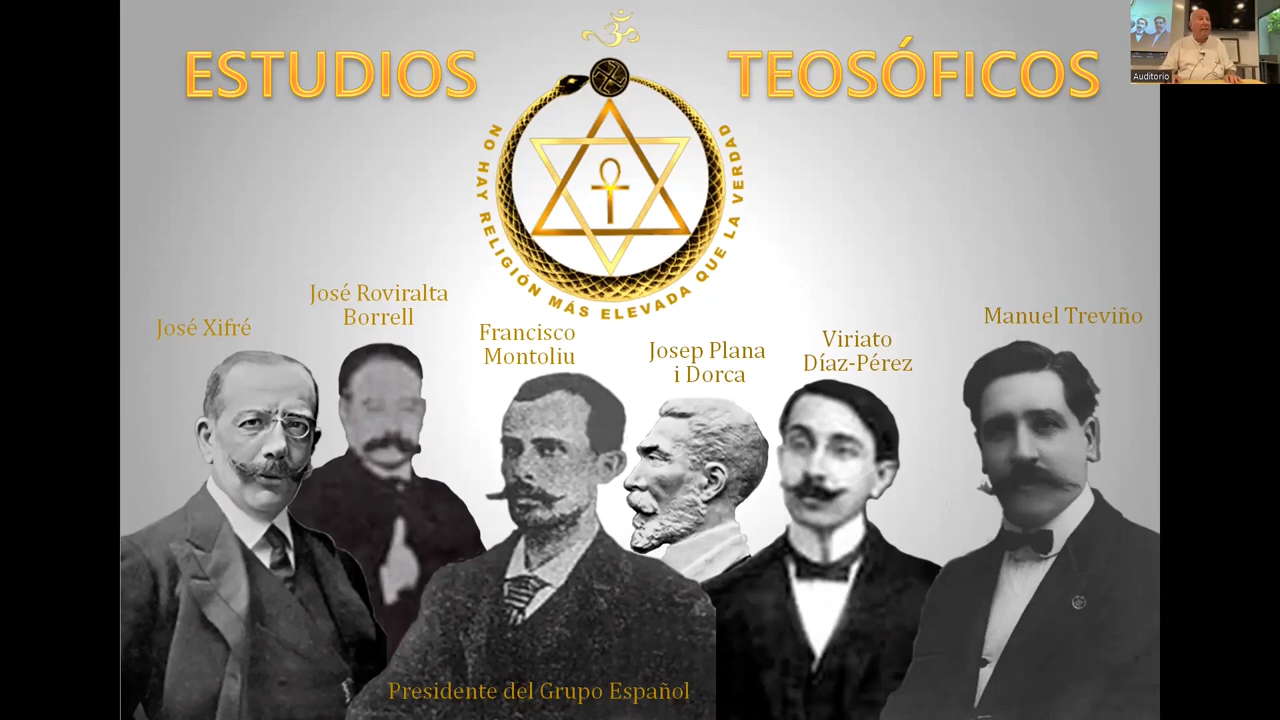 ESTUDIOS TEOSÓFICOS
NO HAY RELIGIÓN MÁS ELEVADA QUE LA VERDAD
José Xifré
José Roviralta
Borrell
Francisco
Montoliu
Josep Plana
i Dorca
Viriato
Díaz-Pérez
Manuel Treviño
Presidente del Grupo Español
Auditorio